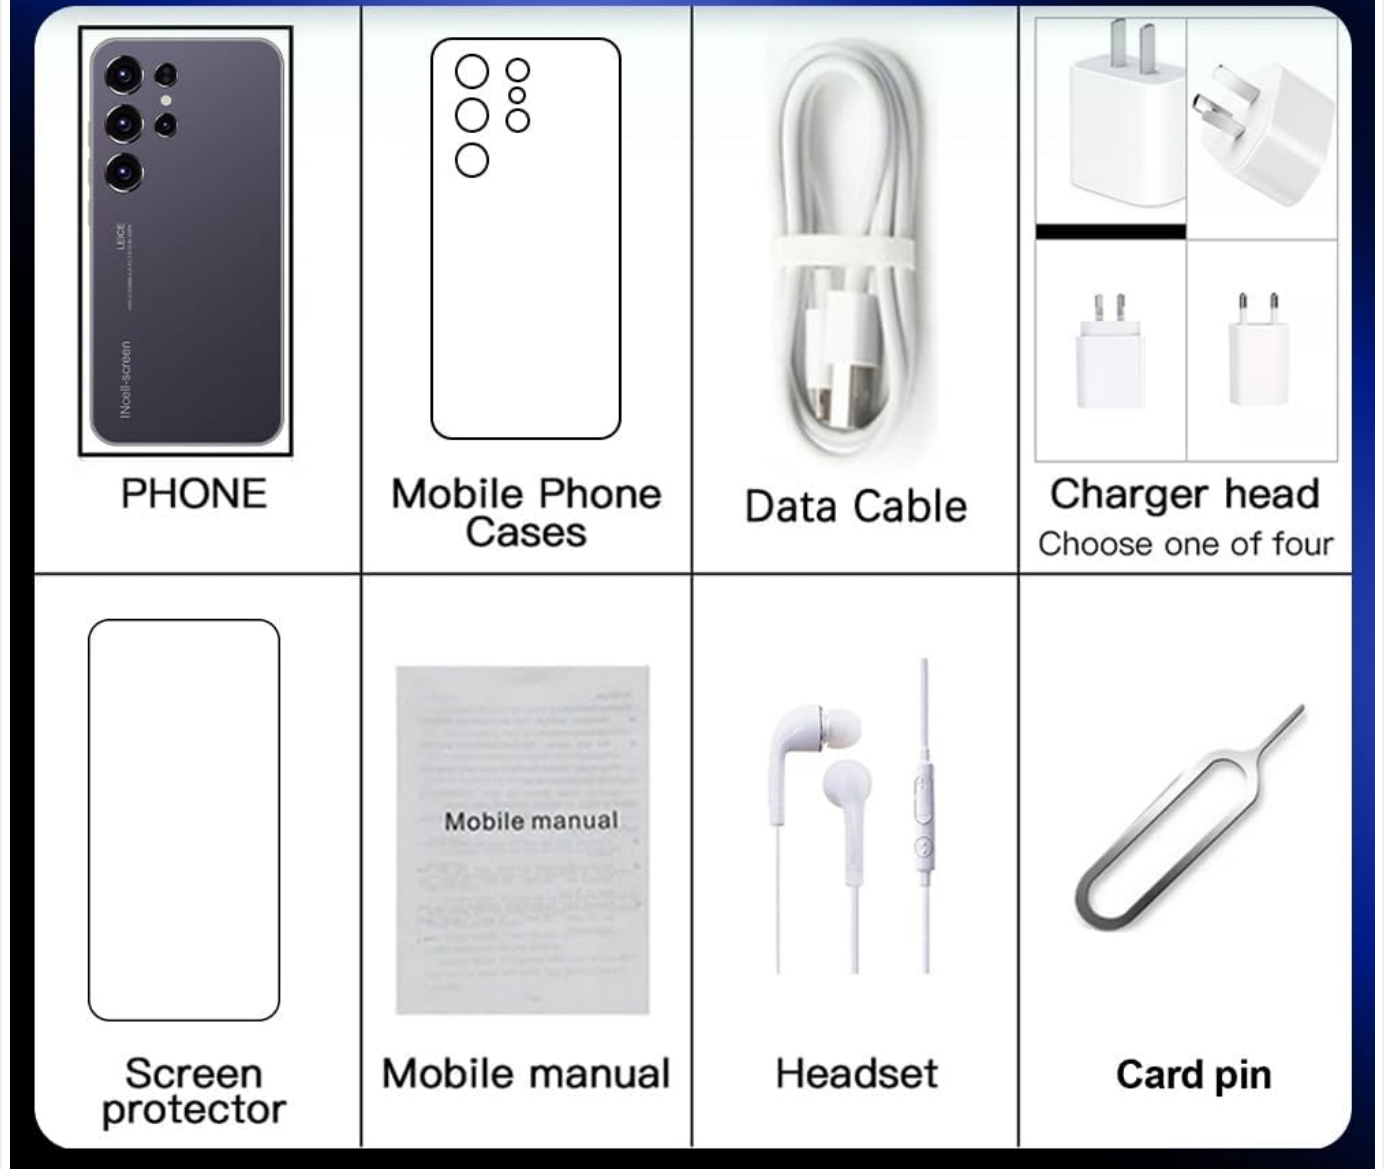 LEICE
INcell-screen
PHONE
Mobile Phone
Cases
Data Cable
Charger head
Choose one of four
Screen
protector
Mobile manual
Mobile manual
Headset
Card pin